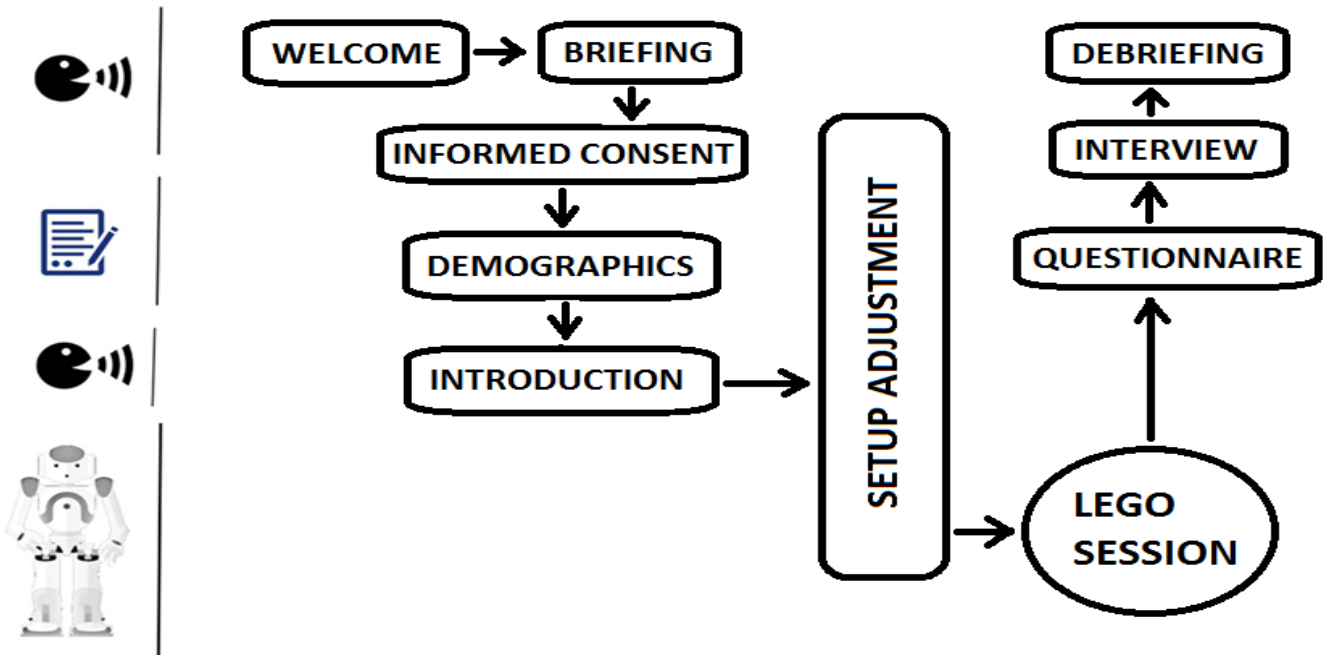 WELCOME
BRIEFING
INFORMED CONSENT
DEMOGRAPHICS
INTRODUCTION
SETUP ADJUSTMENT
LEGO
SESSION
QUESTIONNAIRE
INTERVIEW
DEBRIEFING